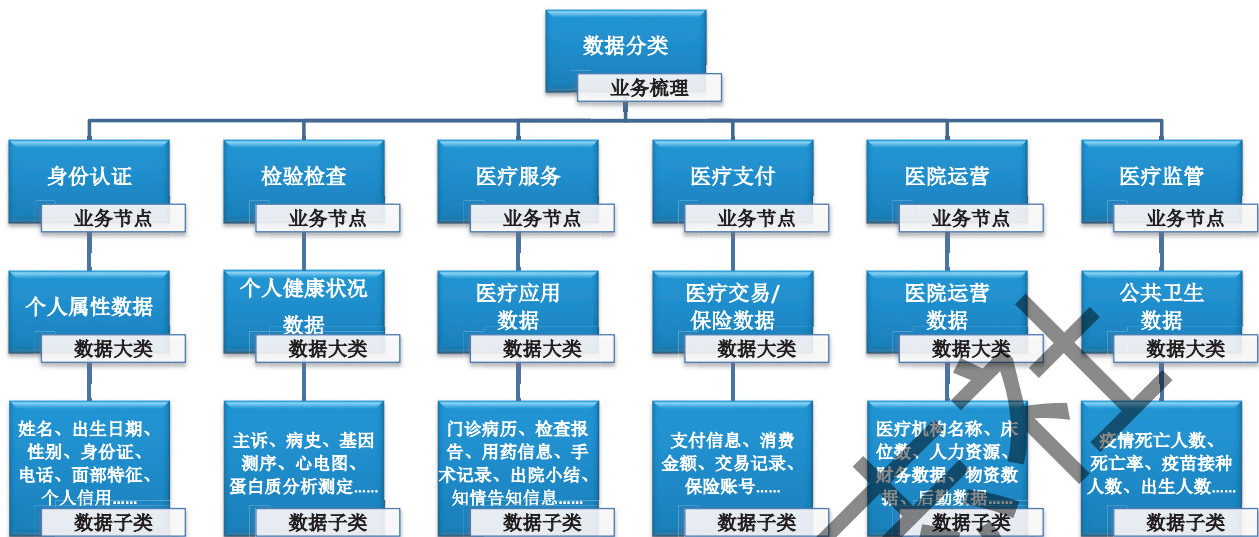 数据分类
业务梳理
身份认证
业务节点
检验检查
业务节点
医疗服务
业务节点
医疗支付
业务节点
医院运营
业务节点
医疗监管
业务节点
个人属性数据
数据大类
个人健康状况
数据
数据大类
医疗应用
数据
数据大类
医疗交易/
保险数据
数据大类
医院运营
数据
数据大类
公共卫生
数据
数据大类
姓名、出生日期、
性别、身份证、
电话、面部特征、
个人信用……
数据子类
主诉、病史、基因
测序、心电图、
蛋白质分析测定……
数据子类
门诊病历、检查报
告、用药信息、手
术记录、出院小结、
知情告知信息……
数据子类
支付信息、消费
金额、交易记录、
保险账号……
数据子类
医疗机构名称、床
位数、人力资源、
财务数据、物资数
据、后勤数据……
数据子类
疫情死亡人数、
死亡率、疫苗接种
人数、出生人数……
数据子类
社